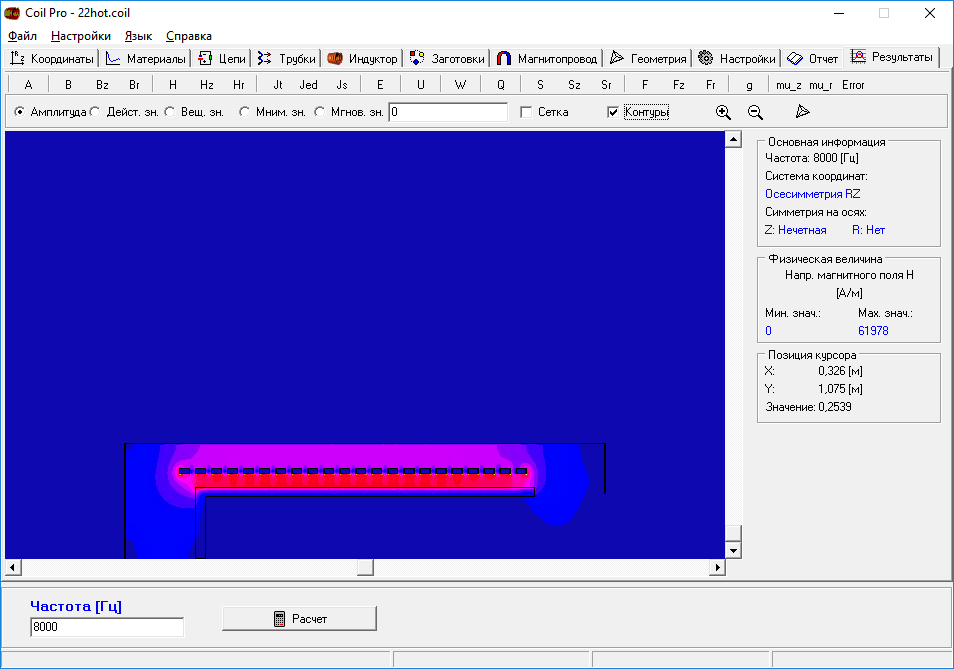 Coil Pro - 22hot.coil
Файл Настройки Язык Справка
Координаты Материалы Цепи Трубки Индуктор Заготовки Магнитопровод Геометрия Настройки Отчет Результаты
A B Bz Br H Hz Hr Jt Jed Js E U W Q S Sz Sr F Fz Fr g mu_z mu_r Error
Амплитуда Дейст. зн. Вещ. зн. Мним. зн. Мгнов. зн. 0 Сетка Контуры
Основная информация
Частота: 8000 [Гц]
Система координат:
Осесимметрия RZ
Симметрия на осях:
Z: Нечетная R: Нет
Физическая величина
Напр. магнитного поля H
[А/м]
Мин. знач.: Мах. знач.:
0 61978
Позиция курсора
X: 0,326 [м]
Y: 1,075 [м]
Значение: 0,2539
Частота [Гц]
8000
Расчет